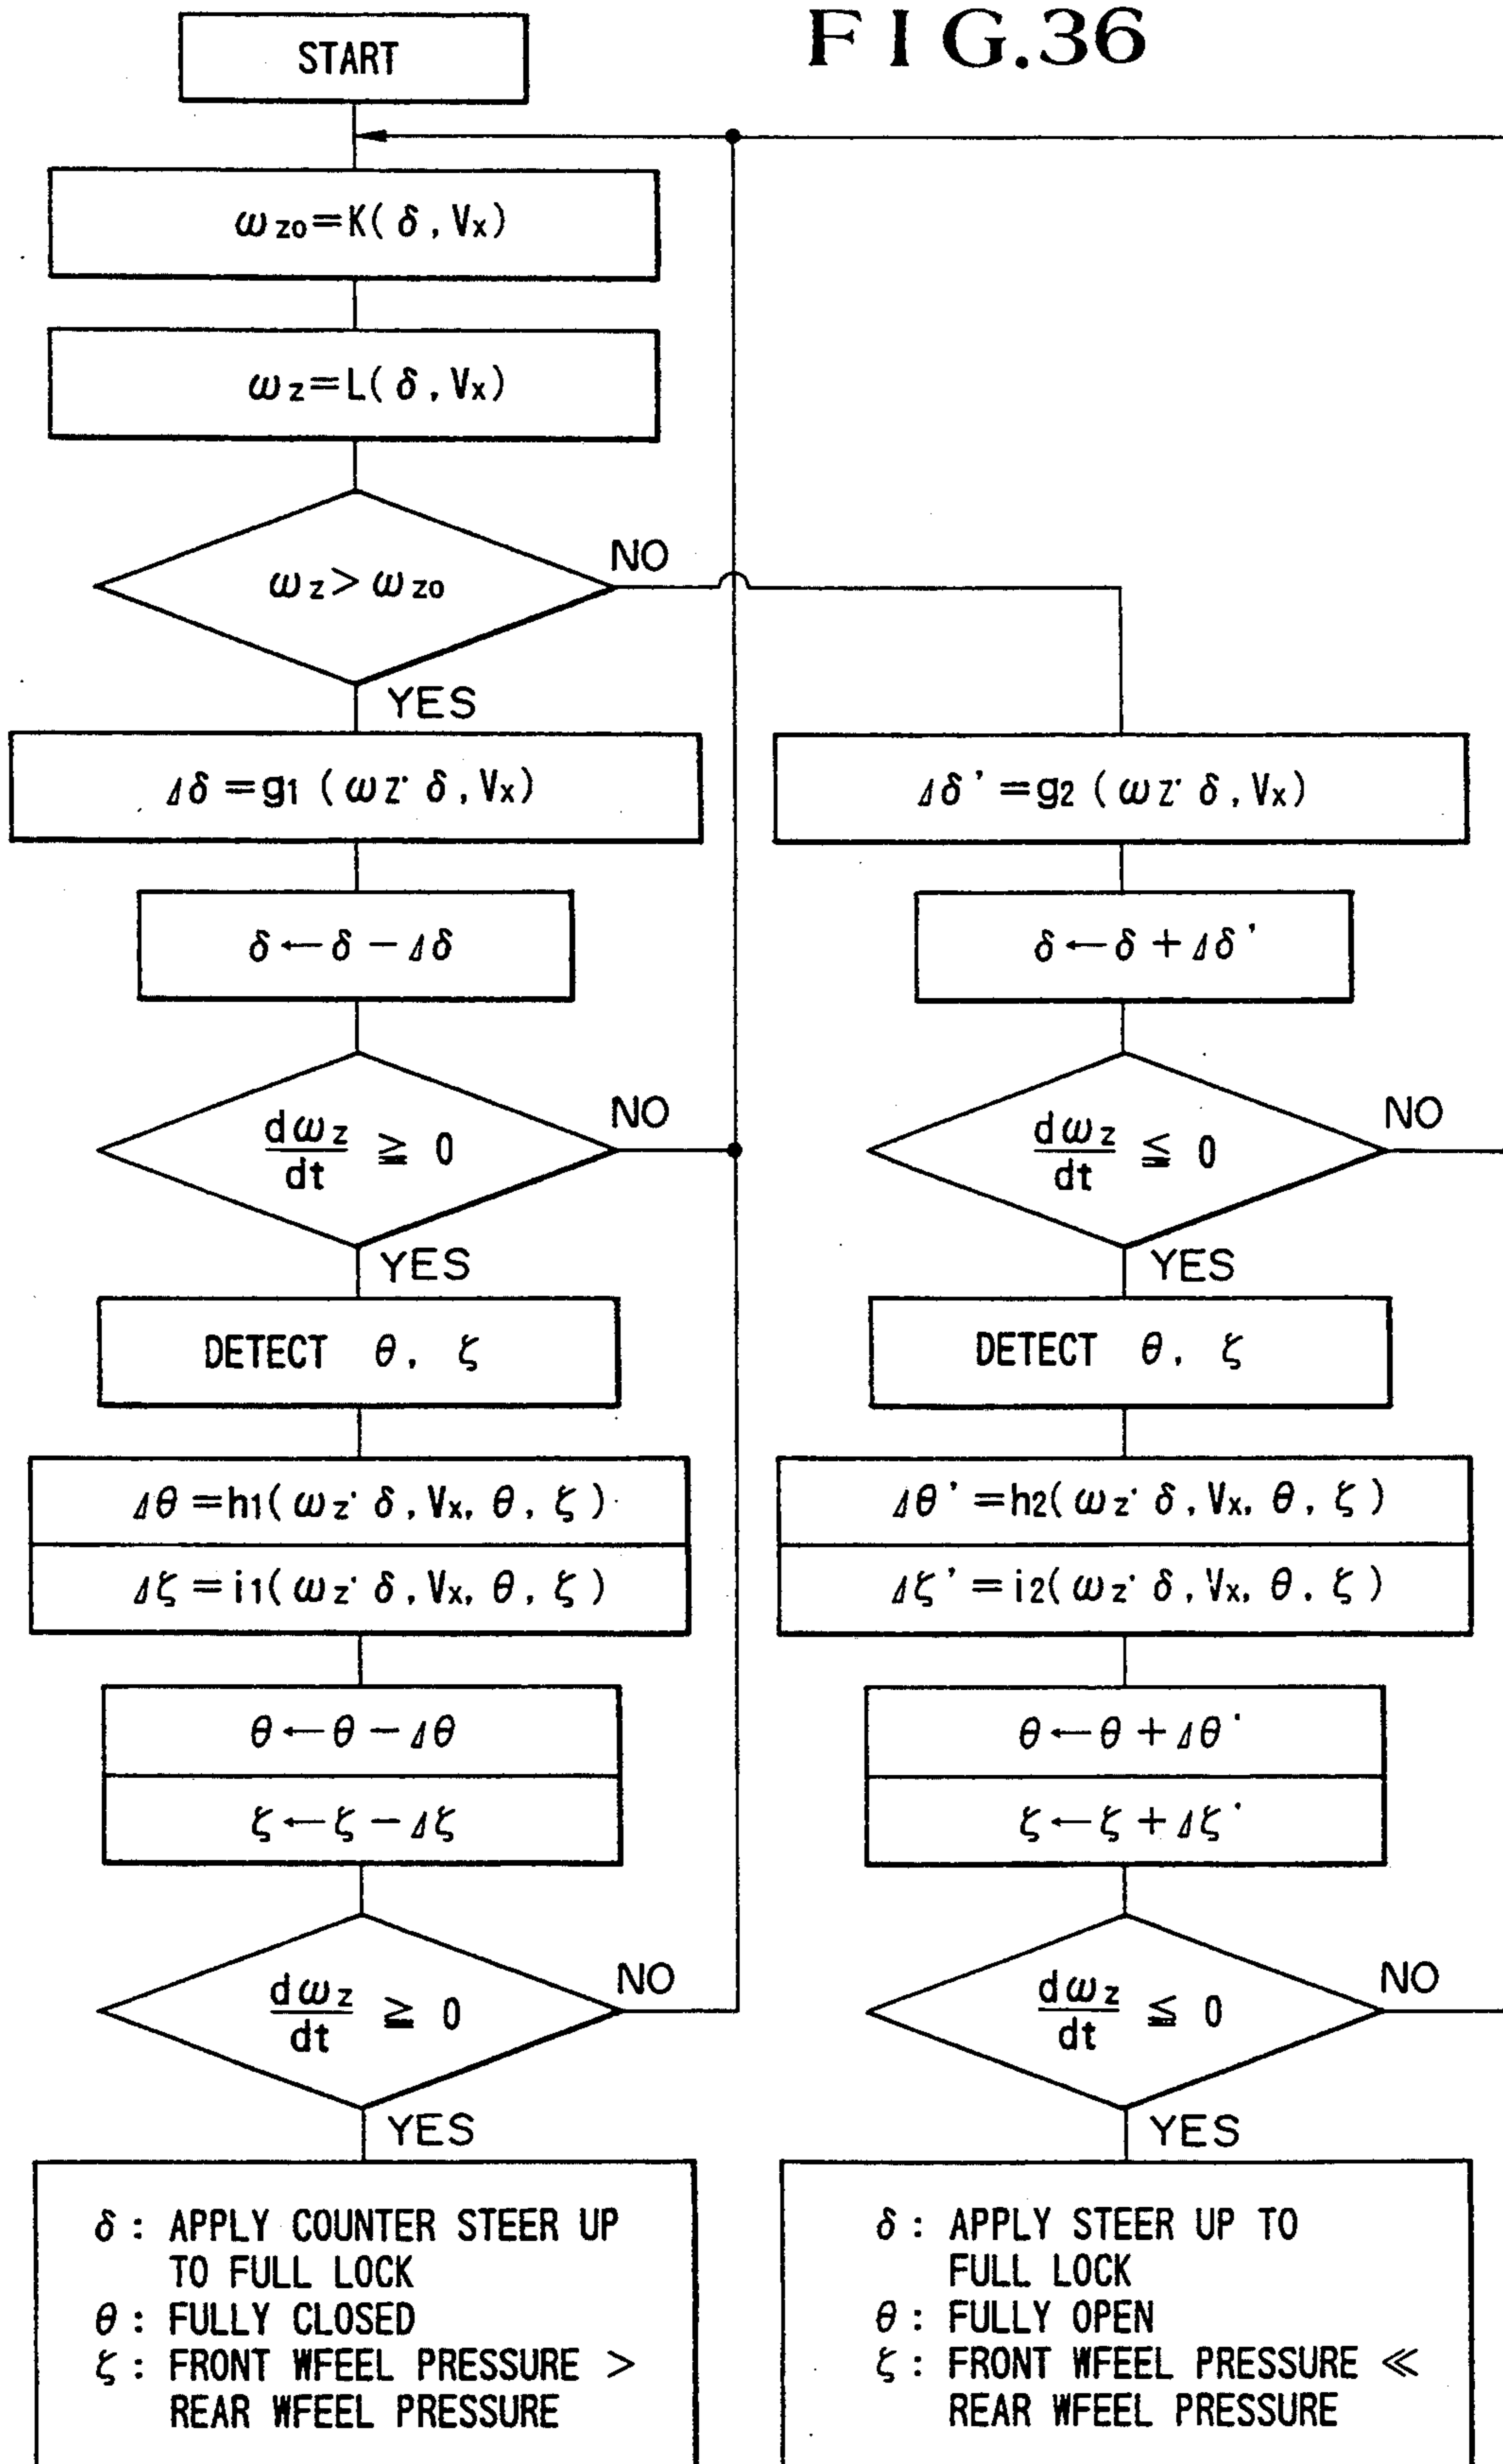 FIG.36
START
ωzo=K( δ , Vx)
ωz=L( δ , Vx)
ωz> ωzo
NO
YES
Δδ =g1 ( ωz· δ , Vx)
δ ← δ − Δδ
dωz/dt ≧ 0
NO
YES
DETECT θ, ζ
Δθ =h1( ωz· δ , Vx, θ, ζ )
Δζ =i1( ωz· δ , Vx, θ, ζ )
θ ← θ − Δθ
ζ ← ζ − Δζ
dωz/dt ≧ 0
NO
YES
δ : APPLY COUNTER STEER UP
TO FULL LOCK
θ : FULLY CLOSED
ζ : FRONT WFEEL PRESSURE >
REAR WFEEL PRESSURE
Δδ' =g2 ( ωz· δ , Vx)
δ ← δ + Δδ'
dωz/dt ≦ 0
NO
YES
DETECT θ, ζ
Δθ' =h2( ωz· δ , Vx, θ, ζ )
Δζ' =i2( ωz· δ , Vx, θ, ζ )
θ ← θ + Δθ'
ζ ← ζ + Δζ'
dωz/dt ≦ 0
NO
YES
δ : APPLY STEER UP TO
FULL LOCK
θ : FULLY OPEN
ζ : FRONT WFEEL PRESSURE ≪
REAR WFEEL PRESSURE